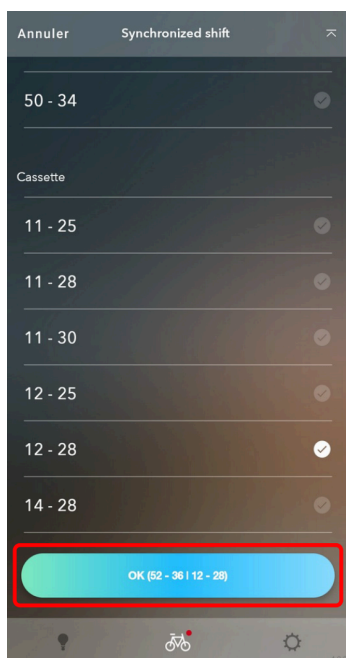 Annuler Synchronized shift
50 - 34
Cassette
11 - 25
11 - 28
11 - 30
12 - 25
12 - 28
14 - 28
OK (52 - 36 | 12 - 28)